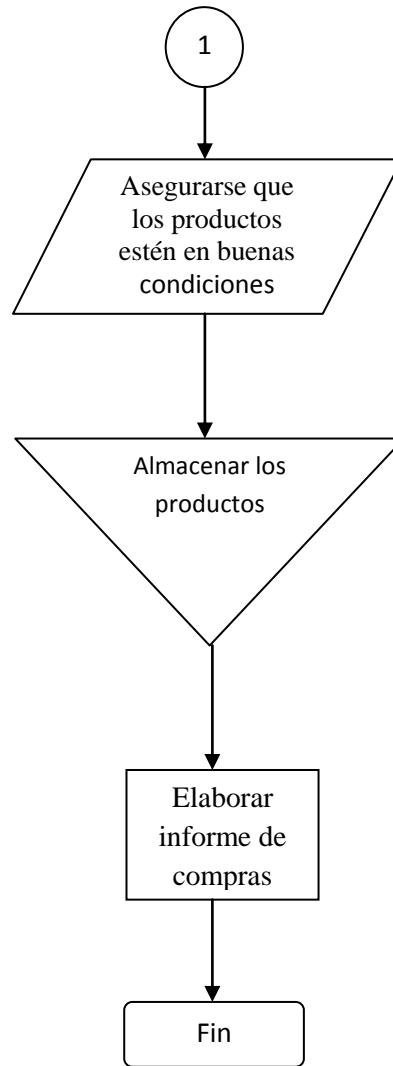 1
Asegurarse que
los productos
estén en buenas
condiciones
Almacenar los
productos
Elaborar
informe de
compras
Fin